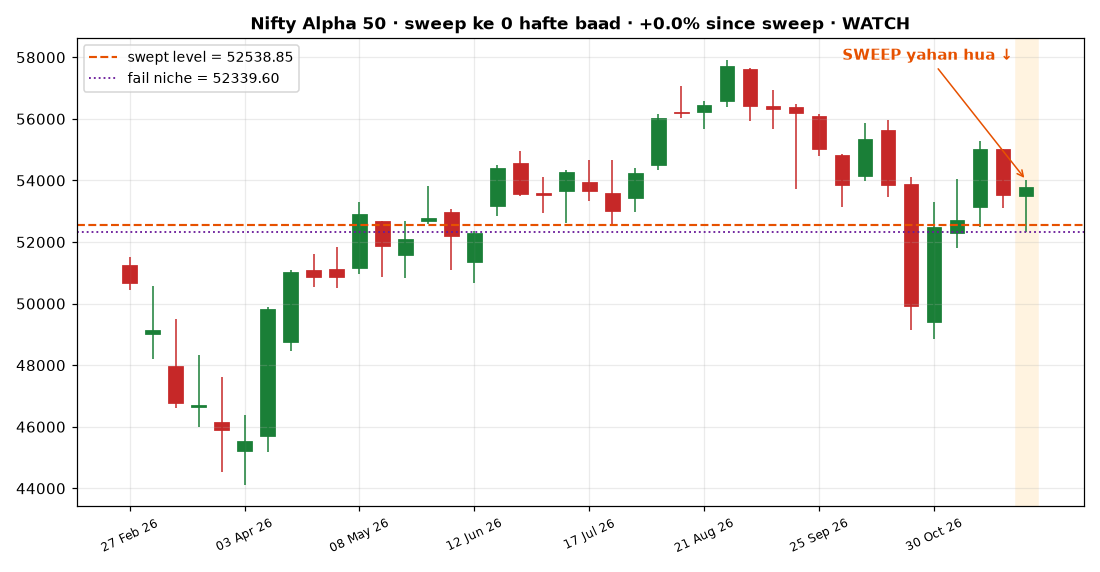 Nifty Alpha 50 · sweep ke 0 hafte baad · +0.0% since sweep · WATCH
swept level = 52538.85
fail niche = 52339.60
SWEEP yahan hua ↓
58000
56000
54000
52000
50000
48000
46000
44000
27 Feb 26
03 Apr 26
08 May 26
12 Jun 26
17 Jul 26
21 Aug 26
25 Sep 26
30 Oct 26